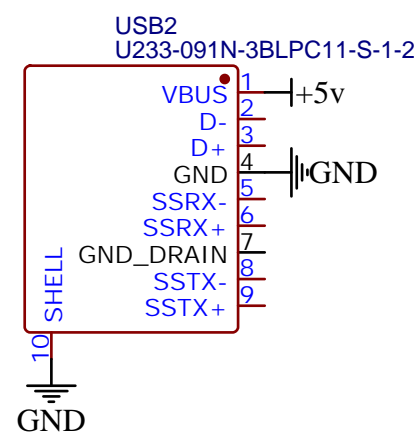 USB2
U233-091N-3BLPC11-S-1-2
VBUS 1 +5v
D- 2
D+ 3
GND 4 GND
SSRX- 5
SSRX+ 6
GND_DRAIN 7
SSTX- 8
SSTX+ 9
SHELL
10
GND